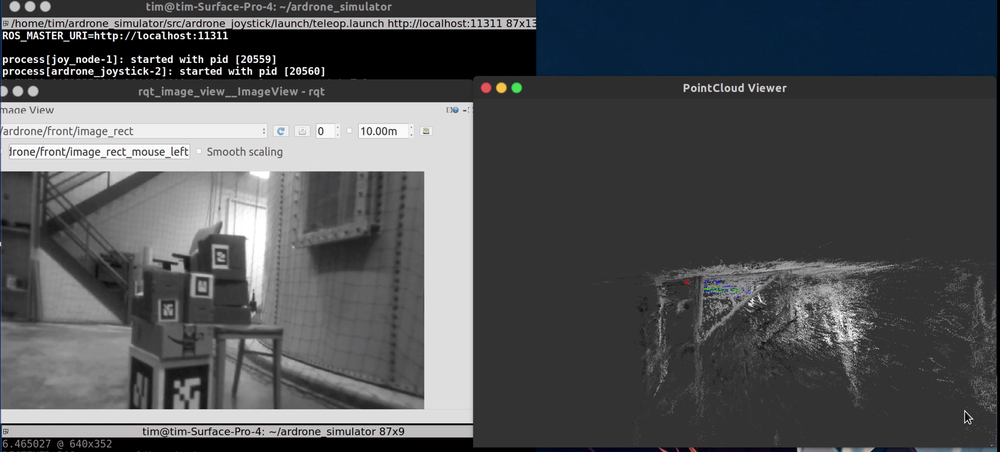 tim@tim-Surface-Pro-4: ~/ardrone_simulator
/home/tim/ardrone_simulator/src/ardrone_joystick/launch/teleop.launch http://localhost:11311 87x13
ROS_MASTER_URI=http://localhost:11311
process[joy_node-1]: started with pid [20559]
process[ardrone_joystick-2]: started with pid [20560]
rqt_image_view__ImageView - rqt
mage View
/ardrone/front/image_rect
0
10.00m
drone/front/image_rect_mouse_left
Smooth scaling
PointCloud Viewer
tim@tim-Surface-Pro-4: ~/ardrone_simulator 87x9
6.465027 @ 640x352